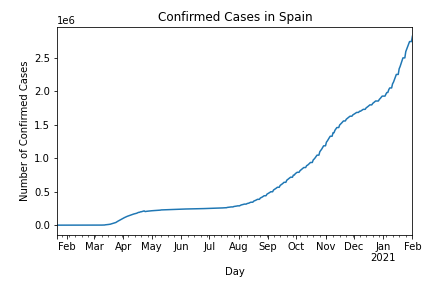 Confirmed Cases in Spain
1e6
2.5
2.0
1.5
1.0
0.5
0.0
Number of Confirmed Cases
Feb Mar Apr May Jun Jul Aug Sep Oct Nov Dec Jan Feb
2021
Day